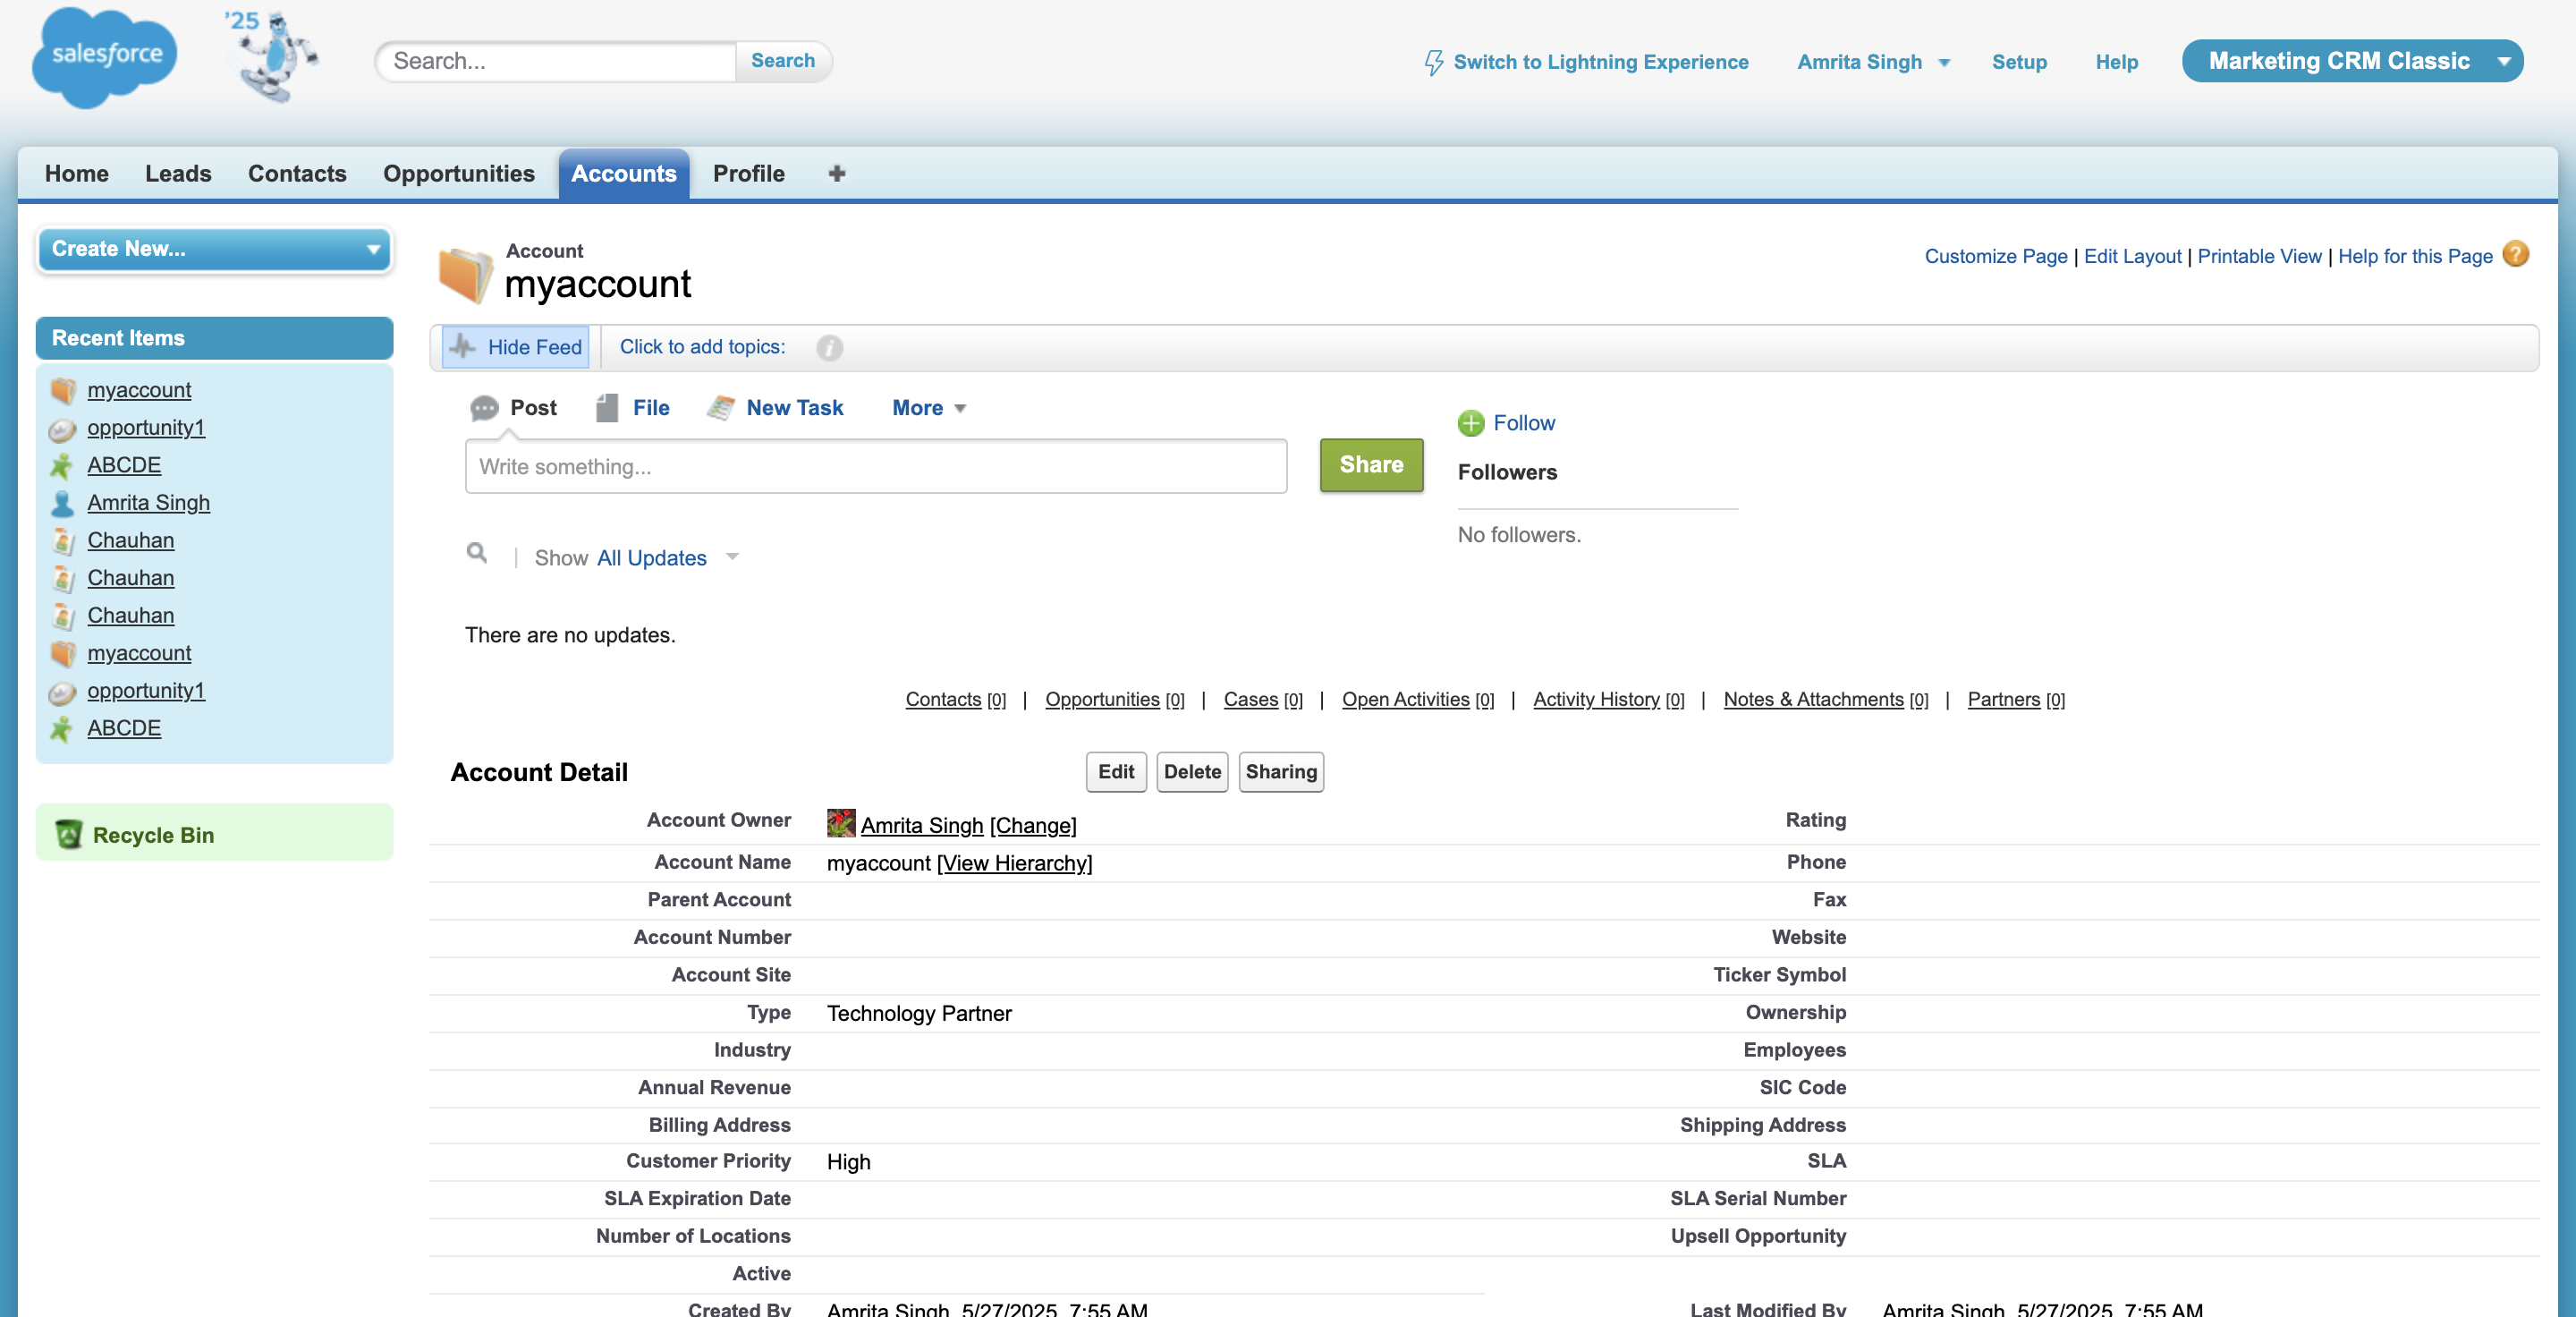 salesforce
'25
Search...
Search
Switch to Lightning Experience
Amrita Singh
Setup
Help
Marketing CRM Classic
Home
Leads
Contacts
Opportunities
Accounts
Profile
Create New...
Recent Items
myaccount
opportunity1
ABCDE
Amrita Singh
Chauhan
Chauhan
Chauhan
myaccount
opportunity1
ABCDE
Recycle Bin
Account
myaccount
Customize Page | Edit Layout | Printable View | Help for this Page ?
Hide Feed
Click to add topics: i
Post
File
New Task
More
Write something...
Share
Follow
Followers
No followers.
| Show All Updates
There are no updates.
Contacts [0] | Opportunities [0] | Cases [0] | Open Activities [0] | Activity History [0] | Notes & Attachments [0] | Partners [0]
Account Detail
Edit
Delete
Sharing
Account Owner Amrita Singh [Change] Rating
Account Name myaccount [View Hierarchy] Phone
Parent Account Fax
Account Number Website
Account Site Ticker Symbol
Type Technology Partner Ownership
Industry Employees
Annual Revenue SIC Code
Billing Address Shipping Address
Customer Priority High SLA
SLA Expiration Date SLA Serial Number
Number of Locations Upsell Opportunity
Active
Created By Amrita Singh, 5/27/2025, 7:55 AM Last Modified By Amrita Singh, 5/27/2025, 7:55 AM